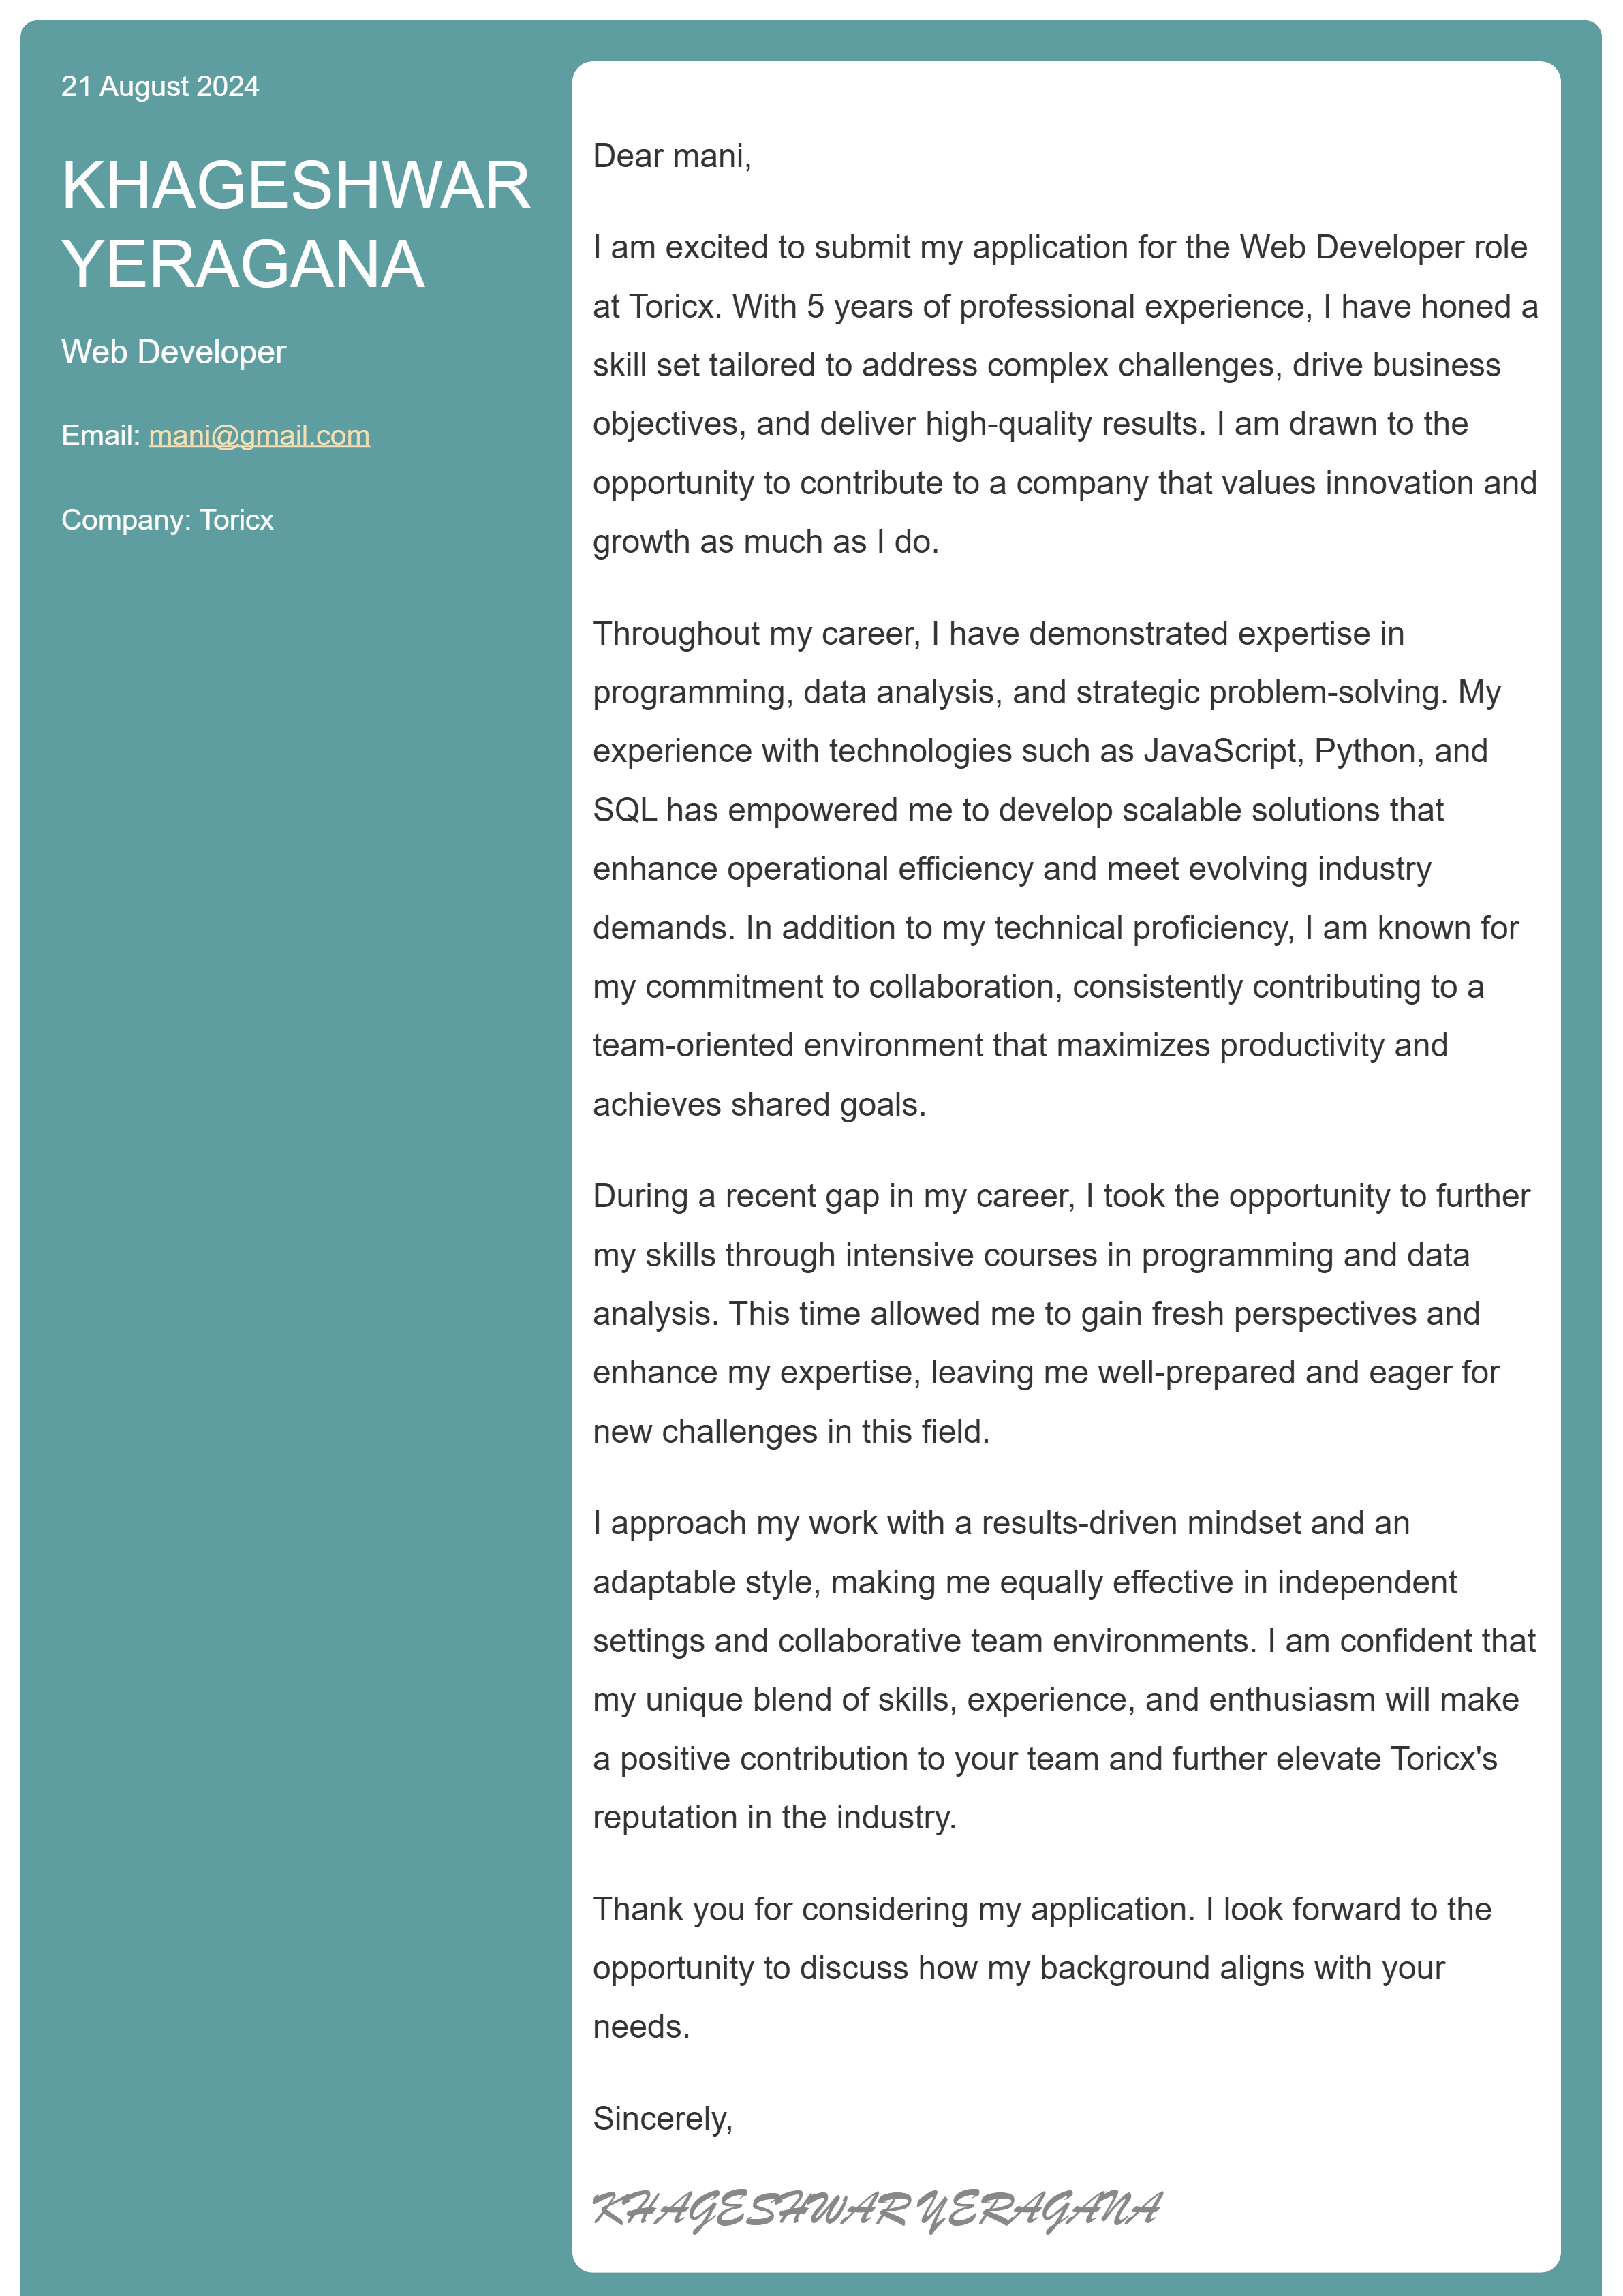 21 August 2024
KHAGESHWAR
YERAGANA
Web Developer
Email: mani@gmail.com
Company: Toricx
Dear mani,
I am excited to submit my application for the Web Developer role
at Toricx. With 5 years of professional experience, I have honed a
skill set tailored to address complex challenges, drive business
objectives, and deliver high-quality results. I am drawn to the
opportunity to contribute to a company that values innovation and
growth as much as I do.
Throughout my career, I have demonstrated expertise in
programming, data analysis, and strategic problem-solving. My
experience with technologies such as JavaScript, Python, and
SQL has empowered me to develop scalable solutions that
enhance operational efficiency and meet evolving industry
demands. In addition to my technical proficiency, I am known for
my commitment to collaboration, consistently contributing to a
team-oriented environment that maximizes productivity and
achieves shared goals.
During a recent gap in my career, I took the opportunity to further
my skills through intensive courses in programming and data
analysis. This time allowed me to gain fresh perspectives and
enhance my expertise, leaving me well-prepared and eager for
new challenges in this field.
I approach my work with a results-driven mindset and an
adaptable style, making me equally effective in independent
settings and collaborative team environments. I am confident that
my unique blend of skills, experience, and enthusiasm will make
a positive contribution to your team and further elevate Toricx's
reputation in the industry.
Thank you for considering my application. I look forward to the
opportunity to discuss how my background aligns with your
needs.
Sincerely,
KHAGESHWAR YERAGANA